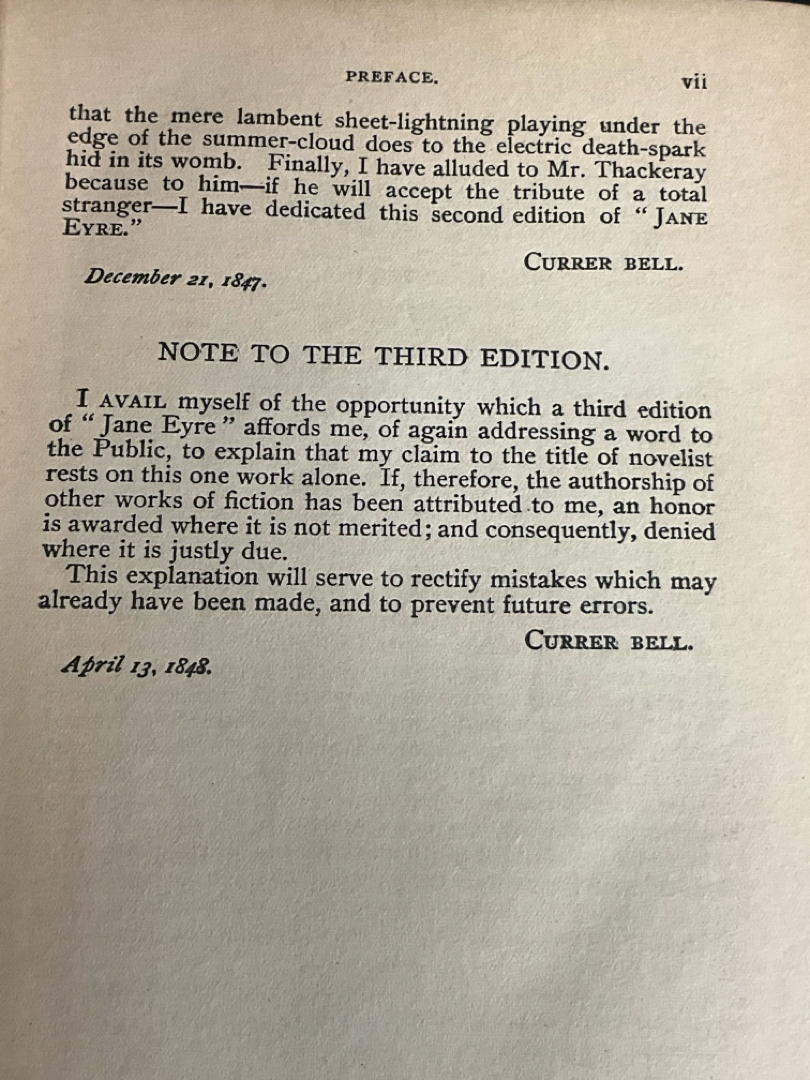 PREFACE. vii
that the mere lambent sheet-lightning playing under the
edge of the summer-cloud does to the electric death-spark
hid in its womb. Finally, I have alluded to Mr. Thackeray
because to him—if he will accept the tribute of a total
stranger—I have dedicated this second edition of “JANE
EYRE.”
CURRER BELL.
December 21, 1847.
NOTE TO THE THIRD EDITION.
I AVAIL myself of the opportunity which a third edition
of “Jane Eyre” affords me, of again addressing a word to
the Public, to explain that my claim to the title of novelist
rests on this one work alone. If, therefore, the authorship of
other works of fiction has been attributed to me, an honor
is awarded where it is not merited; and consequently, denied
where it is justly due.
This explanation will serve to rectify mistakes which may
already have been made, and to prevent future errors.
CURRER BELL.
April 13, 1848.